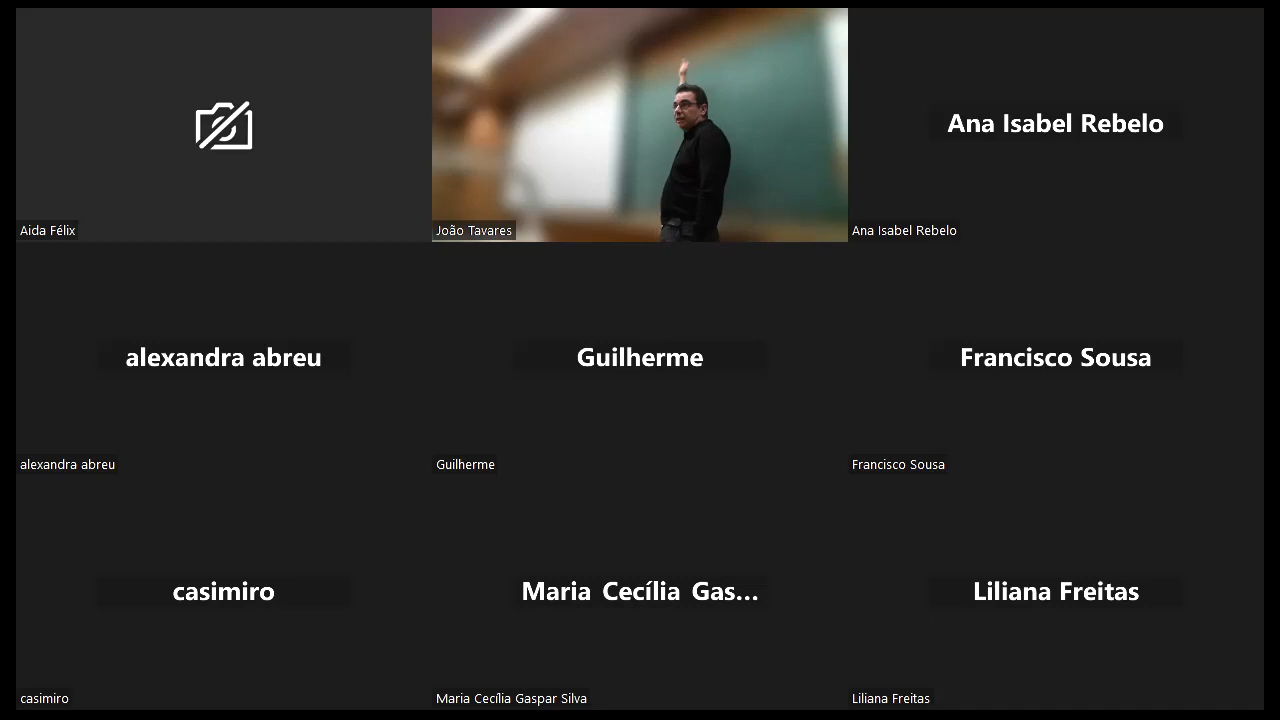 Aida Félix
João Tavares
Ana Isabel Rebelo
Ana Isabel Rebelo
alexandra abreu
alexandra abreu
Guilherme
Guilherme
Francisco Sousa
Francisco Sousa
casimiro
casimiro
Maria Cecília Gas...
Maria Cecília Gaspar Silva
Liliana Freitas
Liliana Freitas